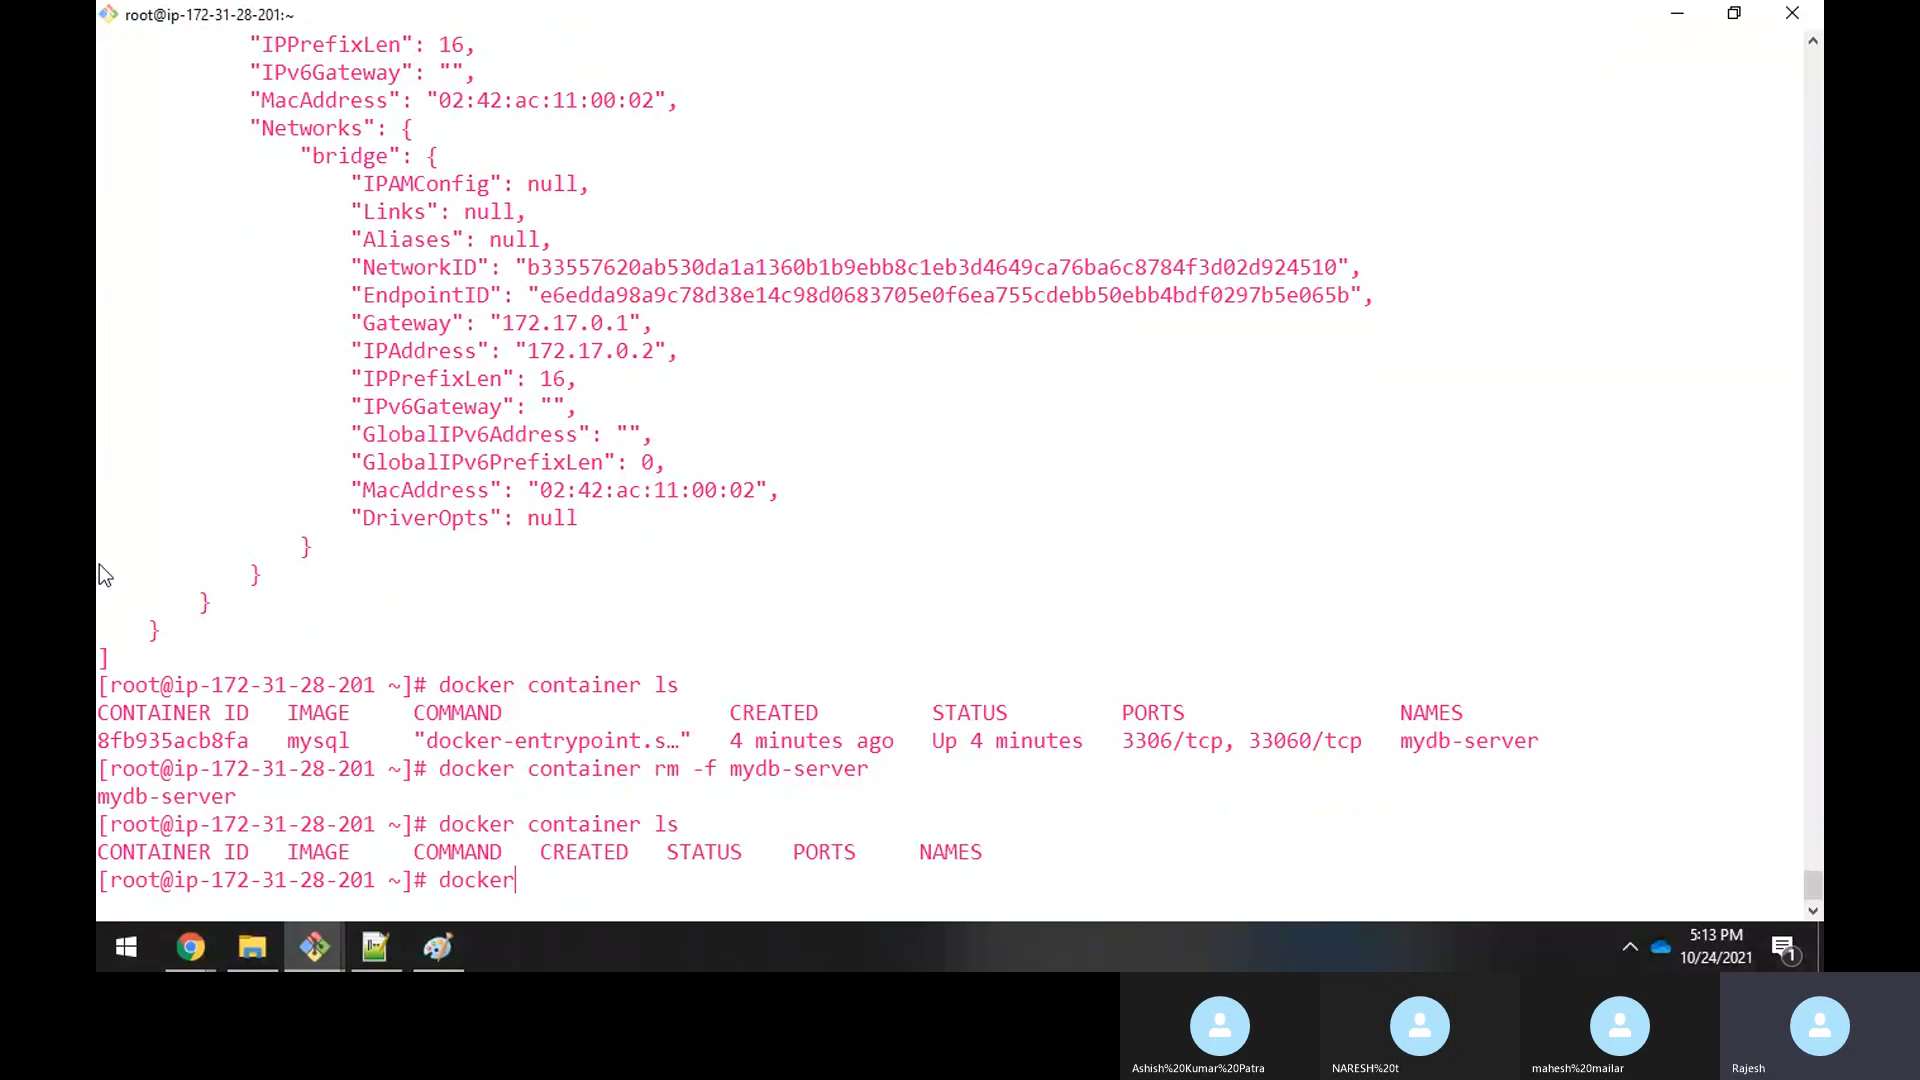 root@ip-172-31-28-201:~
"IPPrefixLen": 16,
"IPv6Gateway": "",
"MacAddress": "02:42:ac:11:00:02",
"Networks": {
"bridge": {
"IPAMConfig": null,
"Links": null,
"Aliases": null,
"NetworkID": "b33557620ab530da1a1360b1b9ebb8c1eb3d4649ca76ba6c8784f3d02d924510",
"EndpointID": "e6edda98a9c78d38e14c98d0683705e0f6ea755cdebb50ebb4bdf0297b5e065b",
"Gateway": "172.17.0.1",
"IPAddress": "172.17.0.2",
"IPPrefixLen": 16,
"IPv6Gateway": "",
"GlobalIPv6Address": "",
"GlobalIPv6PrefixLen": 0,
"MacAddress": "02:42:ac:11:00:02",
"DriverOpts": null
}
}
}
}
]
[root@ip-172-31-28-201 ~]# docker container ls
CONTAINER ID IMAGE COMMAND CREATED STATUS PORTS NAMES
8fb935acb8fa mysql "docker-entrypoint.s…" 4 minutes ago Up 4 minutes 3306/tcp, 33060/tcp mydb-server
[root@ip-172-31-28-201 ~]# docker container rm -f mydb-server
mydb-server
[root@ip-172-31-28-201 ~]# docker container ls
CONTAINER ID IMAGE COMMAND CREATED STATUS PORTS NAMES
[root@ip-172-31-28-201 ~]# docker
5:13 PM
10/24/2021
1
Ashish%20Kumar%20Patra NARESH%20t mahesh%20mailar Rajesh